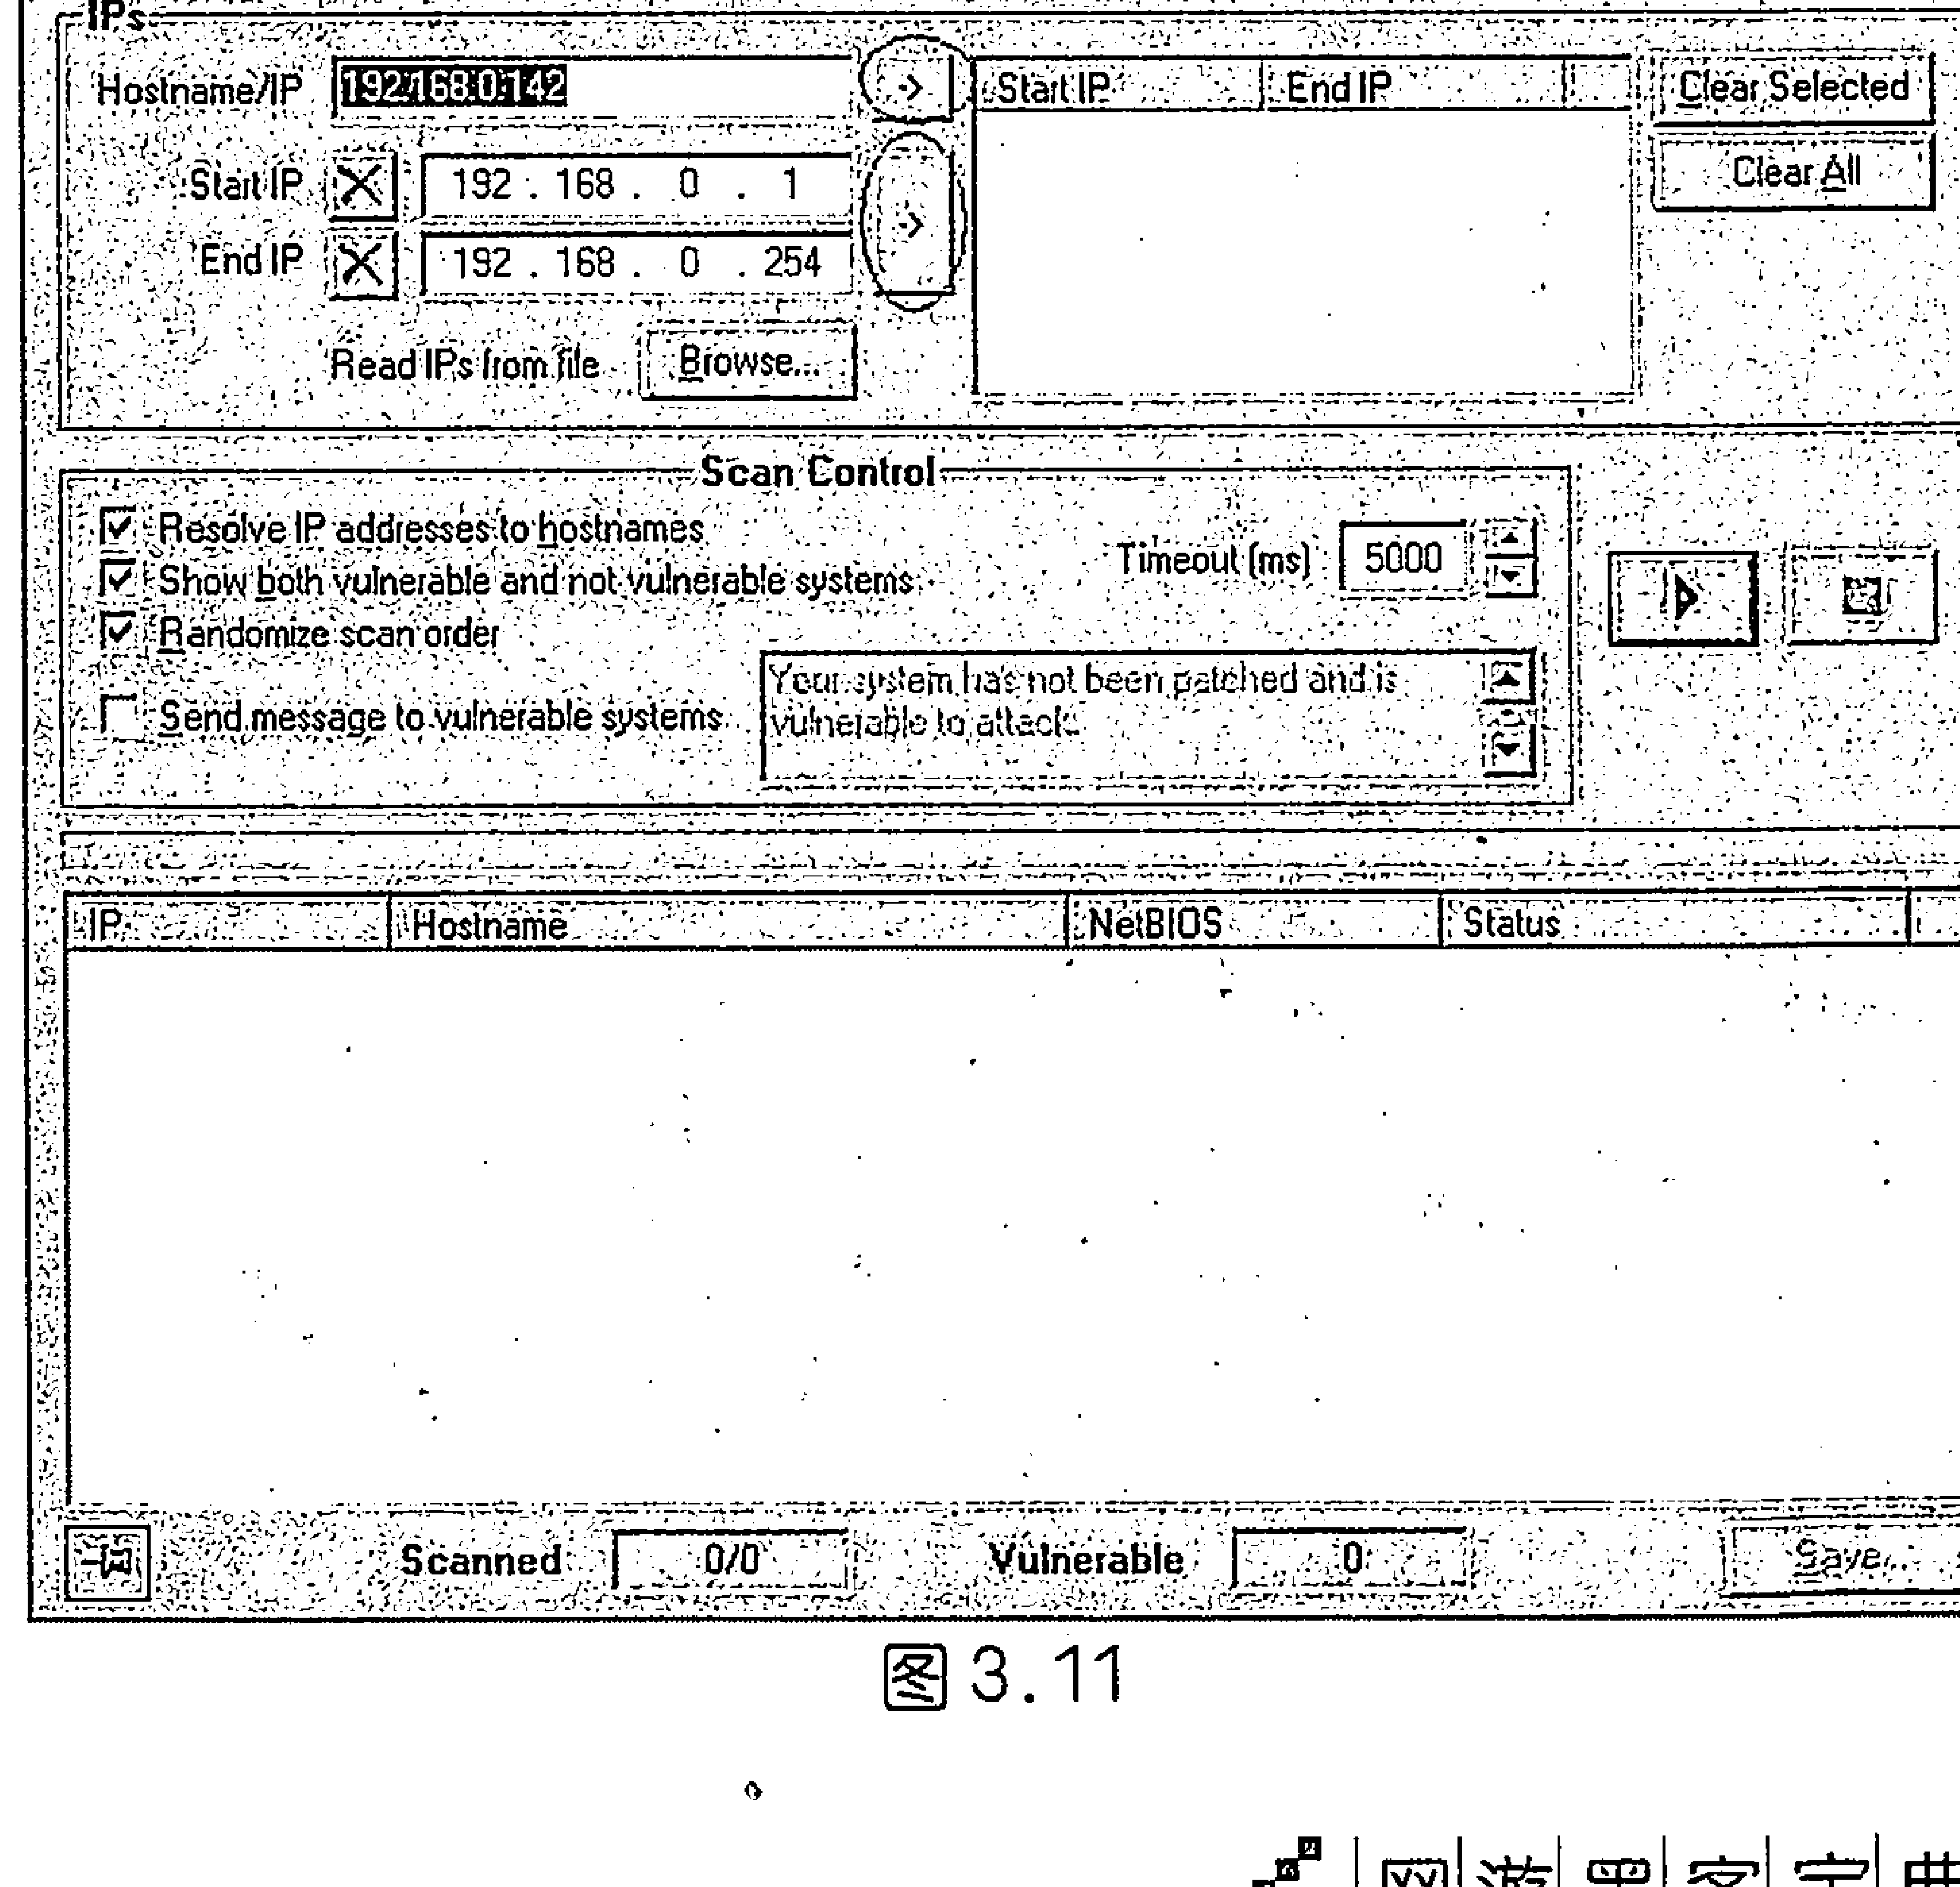 IPs
Hostname/IP 192.168.0.142 > Start IP End IP Clear Selected
Start IP 192 . 168 . 0 . 1 > Clear All
End IP 192 . 168 . 0 . 254
Read IPs from file Browse...
Scan Control
Resolve IP addresses to hostnames
Timeout (ms) 5000
Show both vulnerable and not vulnerable systems
Randomize scan order
Send message to vulnerable systems
Your system has not been patched and is
vulnerable to attack.
IP Hostname NetBIOS Status
Scanned 0/0 Vulnerable 0 Save...
图 3.11